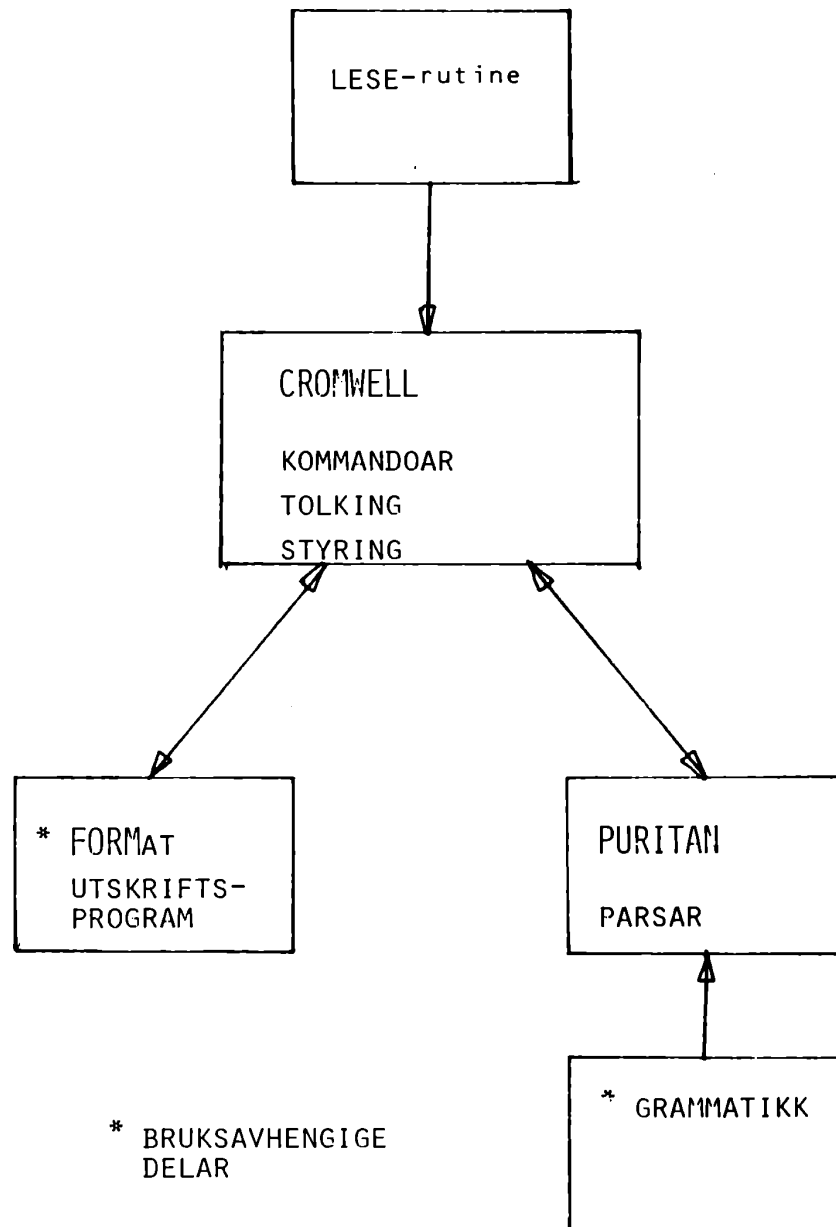 LESE-rutine
CROMWELL
KOMMANDOAR
TOLKING
STYRING
* FORMAT
UTSKRIFTS-
PROGRAM
PURITAN
PARSAR
* GRAMMATIKK
* BRUKSAVHENGIGE
DELAR